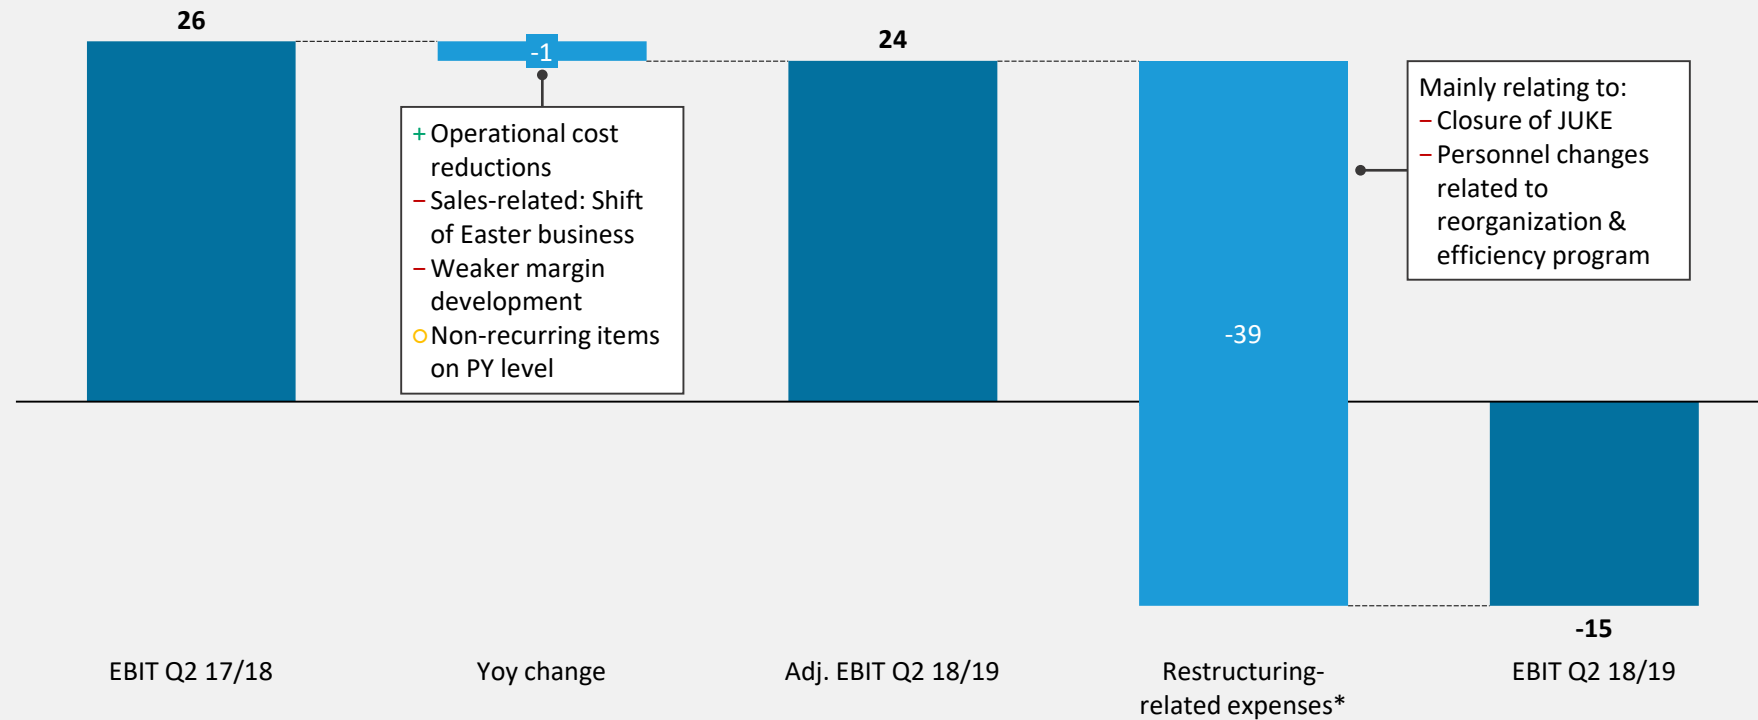 26
-1
+ Operational cost
reductions
– Sales-related: Shift
of Easter business
– Weaker margin
development
○ Non-recurring items
on PY level
24
-39
Mainly relating to:
– Closure of JUKE
– Personnel changes
related to
reorganization &
efficiency program
-15
EBIT Q2 17/18
Yoy change
Adj. EBIT Q2 18/19
Restructuring-
related expenses*
EBIT Q2 18/19